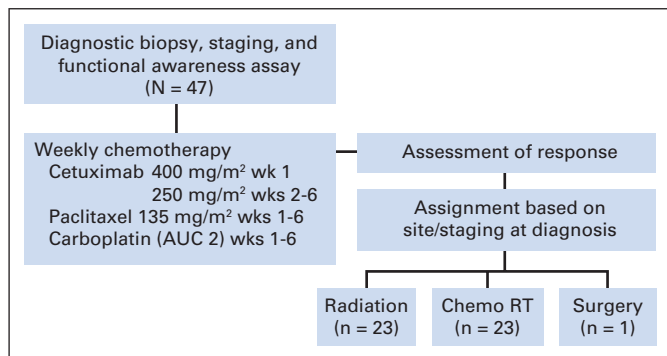 Diagnostic biopsy, staging, and
functional awareness assay
(N = 47)
Weekly chemotherapy
Cetuximab 400 mg/m² wk 1
250 mg/m² wks 2-6
Paclitaxel 135 mg/m² wks 1-6
Carboplatin (AUC 2) wks 1-6
Assessment of response
Assignment based on
site/staging at diagnosis
Radiation
(n = 23)
Chemo RT
(n = 23)
Surgery
(n = 1)